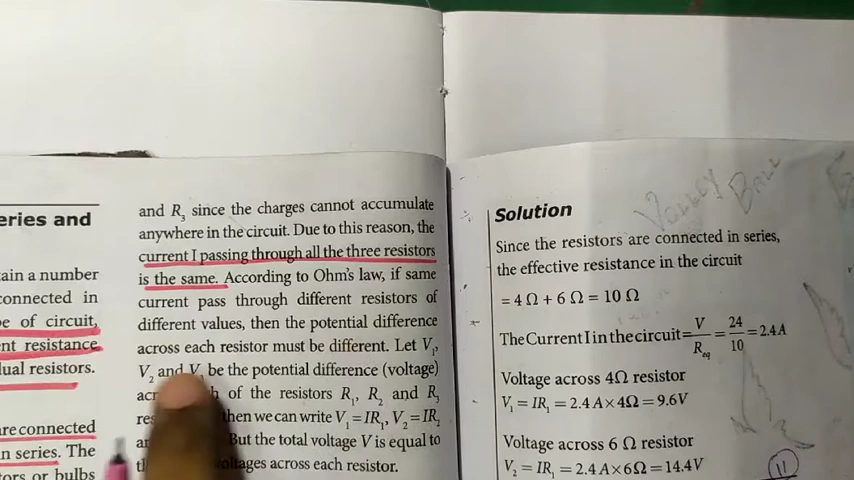 eries and
tain a number
connected in
e of circuit,
nt resistance
dual resistors.
are connected
n series. The
tors or bulbs
and R₃ since the charges cannot accumulate
anywhere in the circuit. Due to this reason, the
current I passing through all the three resistors
is the same. According to Ohm's law, if same
current pass through different resistors of
different values, then the potential difference
across each resistor must be different. Let V₁,
V₂ and V be the potential difference (voltage)
of the resistors R₁, R₂ and R₃
then we can write V₁ = IR₁, V₂ = IR₂
But the total voltage V is equal to
voltages across each resistor.
VOLLEY BALL
Solution
Since the resistors are connected in series,
the effective resistance in the circuit
= 4 Ω + 6 Ω = 10 Ω
The Current I in the circuit = V/R_eq = 24/10 = 2.4 A
Voltage across 4Ω resistor
V₁ = IR₁ = 2.4 A × 4Ω = 9.6V
Voltage across 6 Ω resistor
V₂ = IR₁ = 2.4 A × 6Ω = 14.4V
11